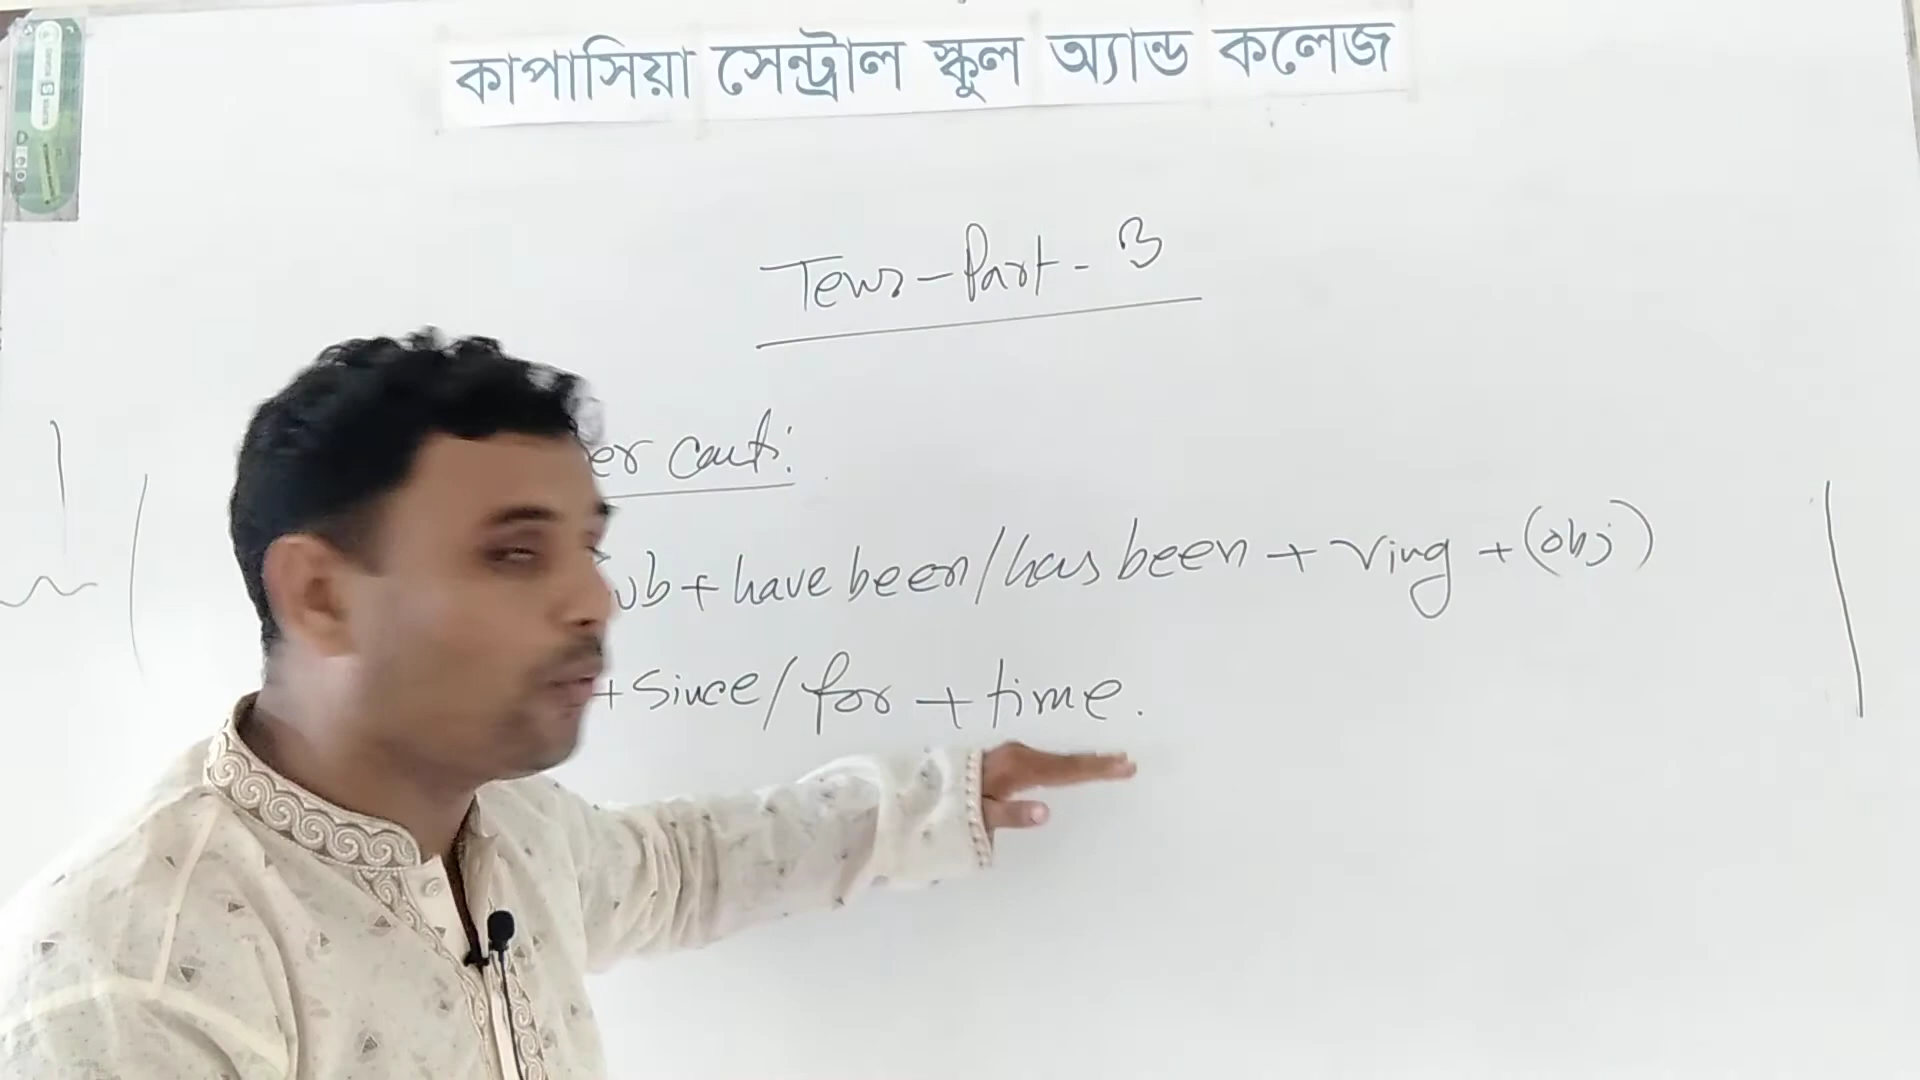 কাপাসিয়া সেন্ট্রাল স্কুল অ্যান্ড কলেজ
Tens-Part-3
er cont:
ub + have been/has been + Ving + (obj)
+ Since/for + time.